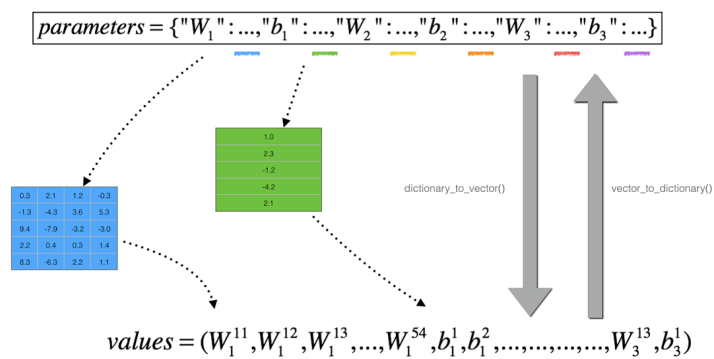 parameters = {"W₁" : ...,"b₁" : ...,"W₂" : ...,"b₂" : ...,"W₃" : ...,"b₃" : ...}
1.0
2.3
-1.2
-4.2
2.1
dictionary_to_vector()
vector_to_dictionary()
0.3 2.1 1.2 -0.3
-1.3 -4.3 3.6 5.3
9.4 -7.9 -3.2 -3.0
2.2 0.4 0.3 1.4
8.3 -6.3 2.2 1.1
values = (W₁¹¹,W₁¹²,W₁¹³,...,W₁⁵⁴,b₁¹,b₁²,...,...,...,...,W₃¹³,b₃¹)